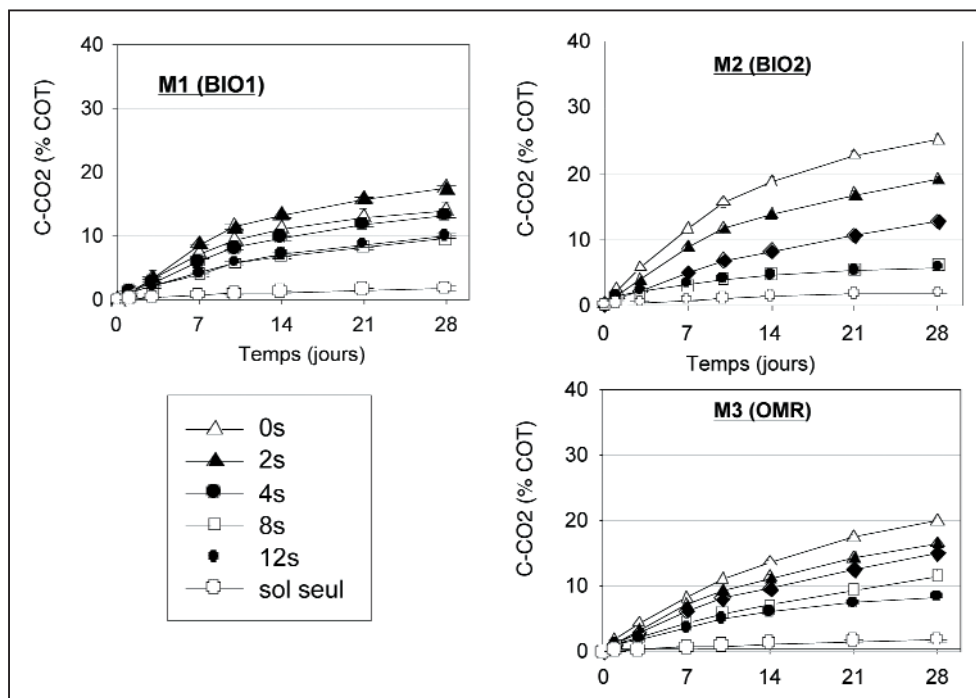 40
M1 (BIO1)
30
20
10
0
C-CO2 (% COT)
0 7 14 21 28
Temps (jours)
40
M2 (BIO2)
30
20
10
0
C-CO2 (% COT)
0 7 14 21 28
Temps (jours)
0s
2s
4s
8s
12s
sol seul
40
M3 (OMR)
30
20
10
0
C-CO2 (% COT)
0 7 14 21 28